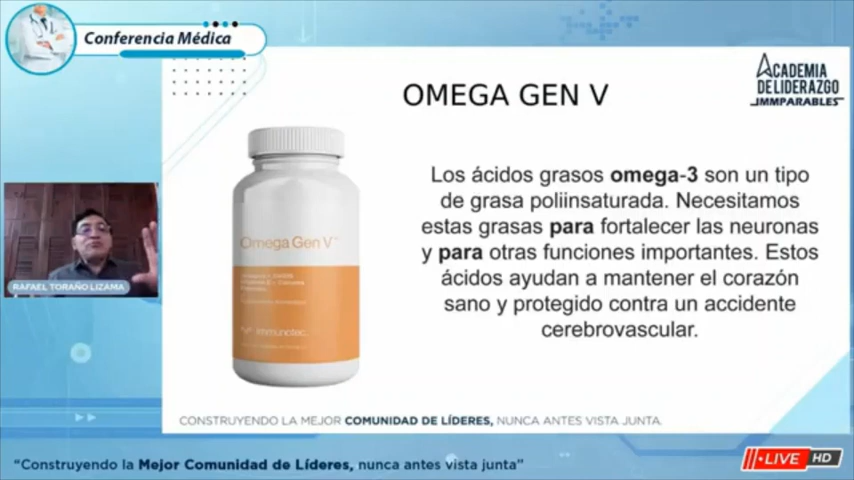 Conferencia Médica
ACADEMIA
DE LIDERAZGO
IMMPARABLES
OMEGA GEN V
Los ácidos grasos omega-3 son un tipo
de grasa poliinsaturada. Necesitamos
estas grasas para fortalecer las neuronas
y para otras funciones importantes. Estos
ácidos ayudan a mantener el corazón
sano y protegido contra un accidente
cerebrovascular.
Omega Gen V™
immunotec
RAFAEL TORAÑO LIZAMA
CONSTRUYENDO LA MEJOR COMUNIDAD DE LÍDERES, NUNCA ANTES VISTA JUNTA.
“Construyendo la Mejor Comunidad de Líderes, nunca antes vista junta”
LIVE HD